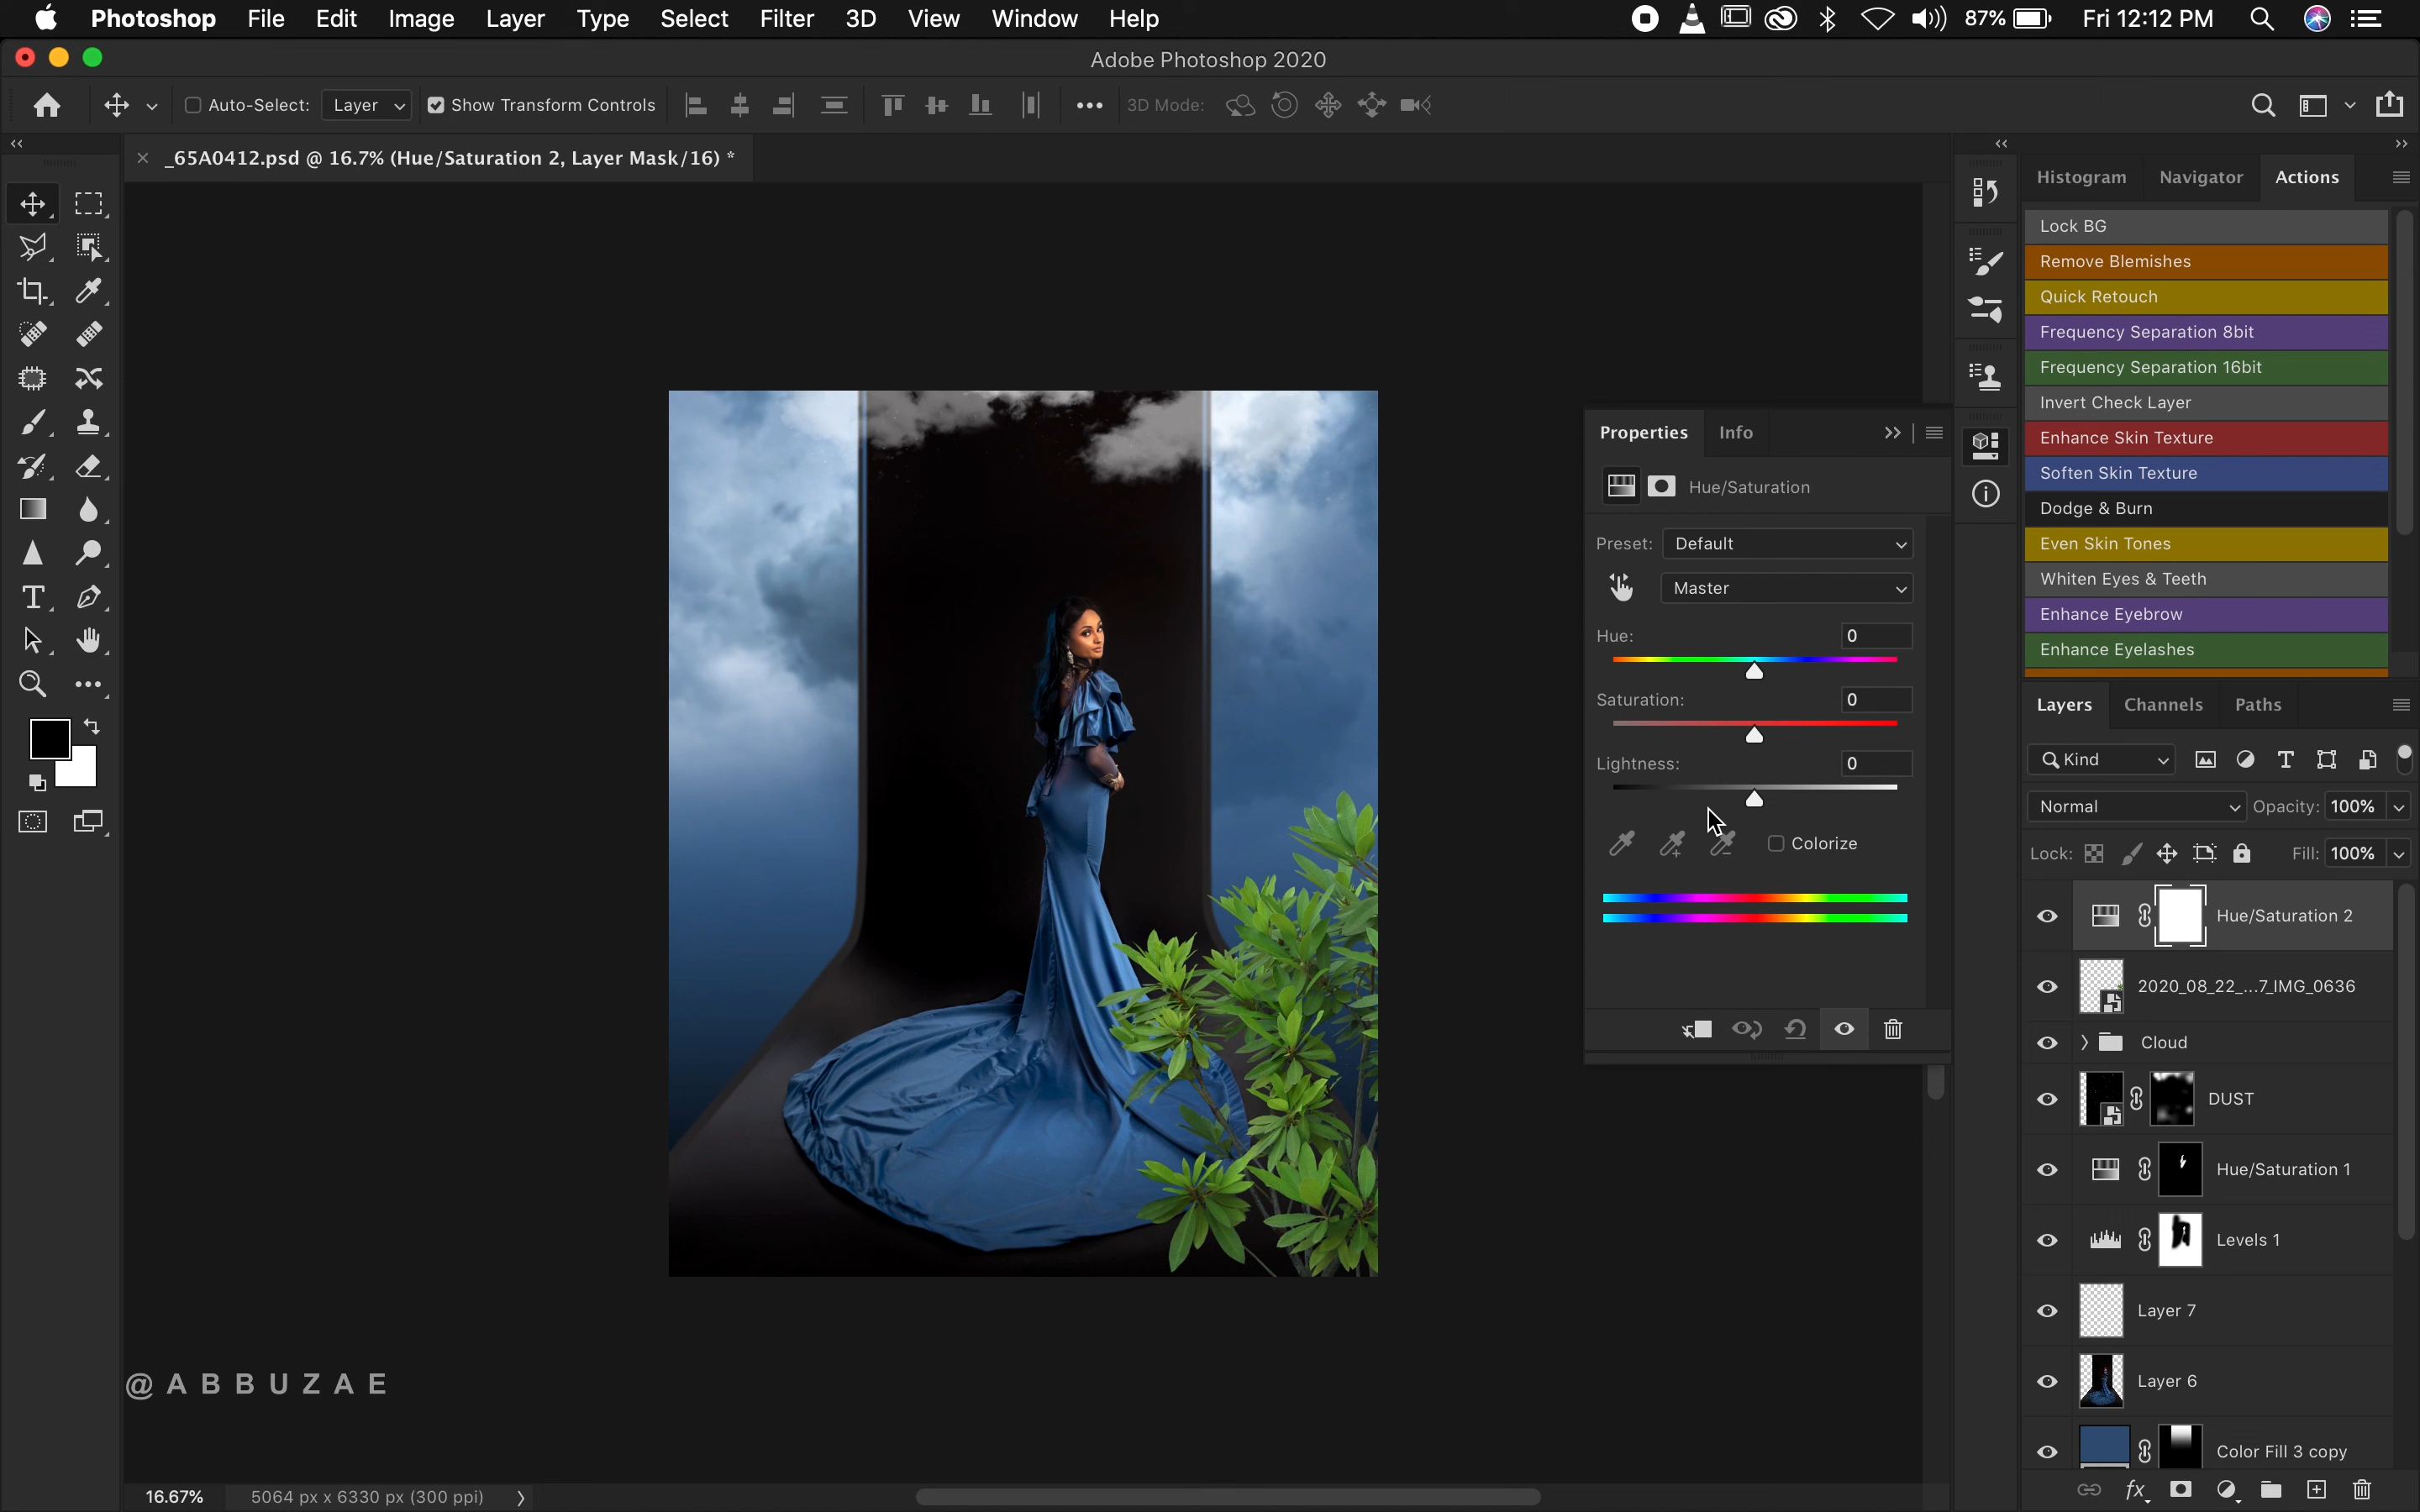 Photoshop File Edit Image Layer Type Select Filter 3D View Window Help 87% Fri 12:12 PM
Adobe Photoshop 2020
Auto-Select: Layer Show Transform Controls 3D Mode:
_65A0412.psd @ 16.7% (Hue/Saturation 2, Layer Mask/16) *
Histogram Navigator Actions
Lock BG
Remove Blemishes
Quick Retouch
Frequency Separation 8bit
Frequency Separation 16bit
Invert Check Layer
Enhance Skin Texture
Soften Skin Texture
Dodge & Burn
Even Skin Tones
Whiten Eyes & Teeth
Enhance Eyebrow
Enhance Eyelashes
Properties Info
Hue/Saturation
Preset: Default
Master
Hue: 0
Saturation: 0
Lightness: 0
Colorize
Layers Channels Paths
Kind
Normal Opacity: 100%
Lock: Fill: 100%
Hue/Saturation 2
2020_08_22_...7_IMG_0636
Cloud
DUST
Hue/Saturation 1
Levels 1
Layer 7
Layer 6
Color Fill 3 copy
@ABBUZAE
16.67% 5064 px x 6330 px (300 ppi)